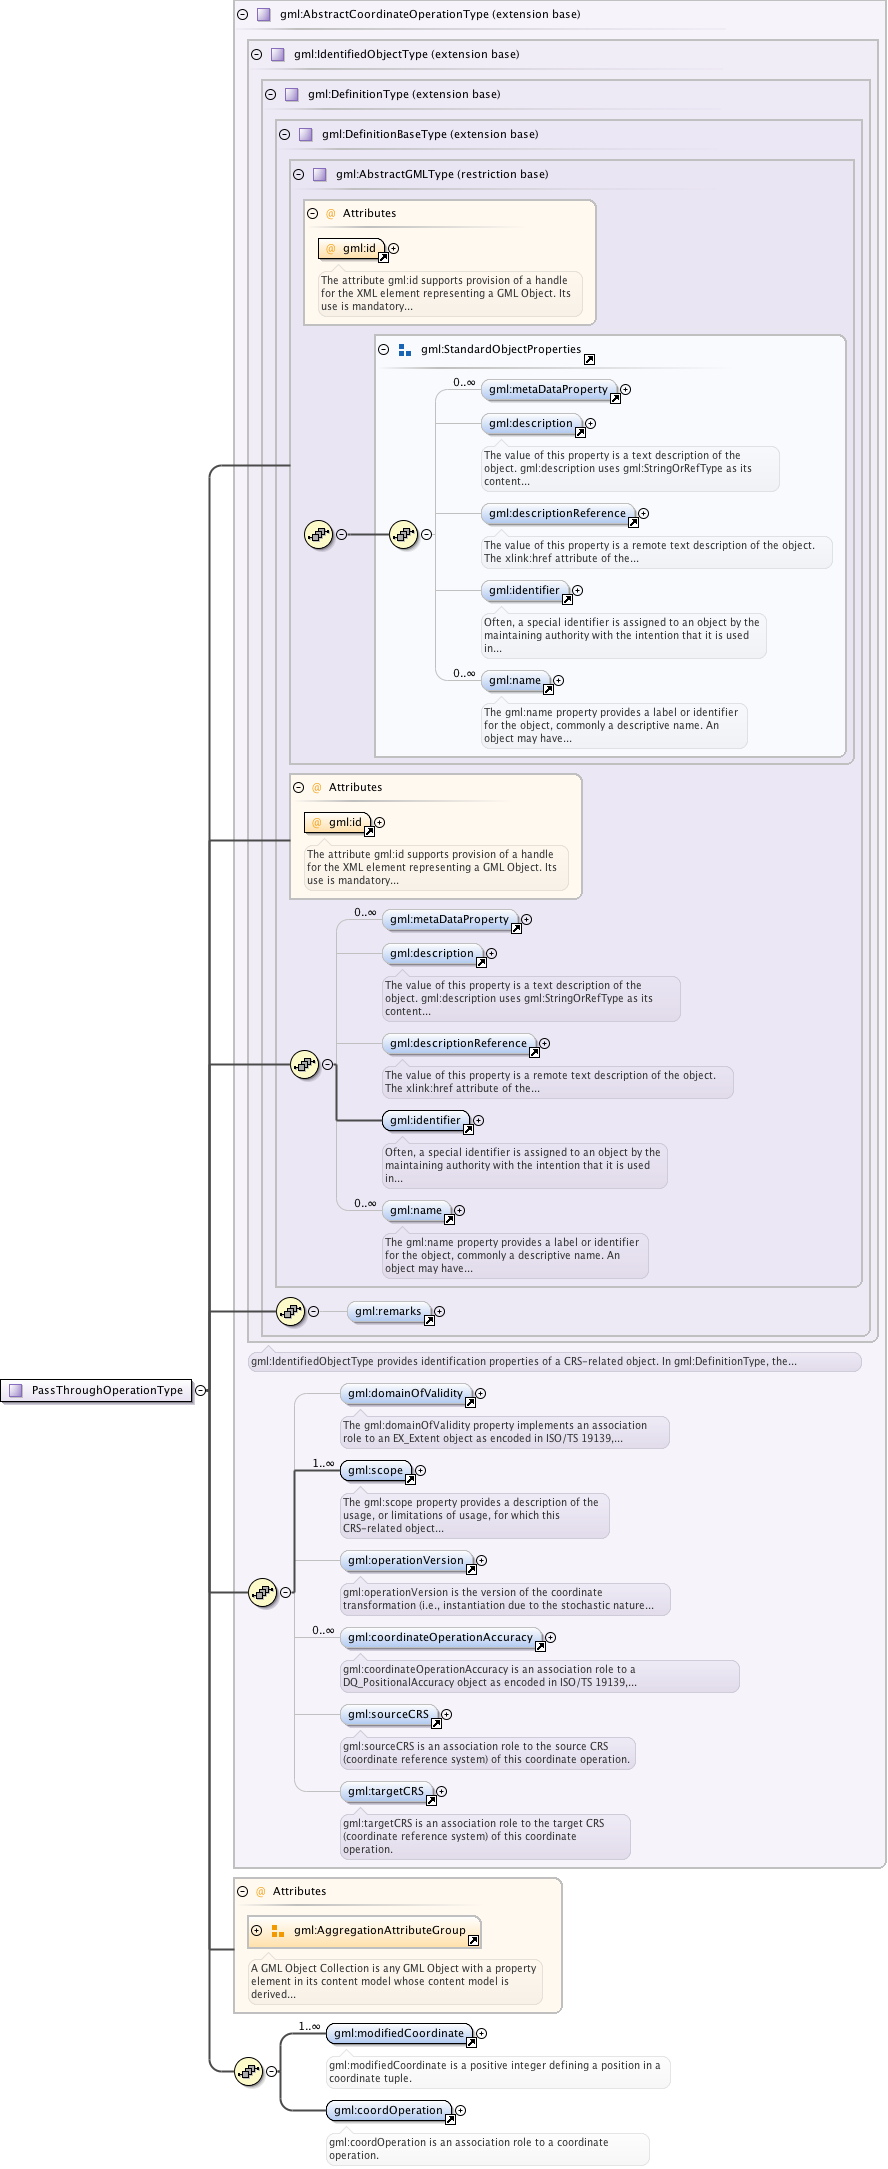 gml:AbstractCoordinateOperationType (extension base)
gml:IdentifiedObjectType (extension base)
gml:DefinitionType (extension base)
gml:DefinitionBaseType (extension base)
gml:AbstractGMLType (restriction base)
@ Attributes
@ gml:id
The attribute gml:id supports provision of a handle
for the XML element representing a GML Object. Its
use is mandatory...
gml:StandardObjectProperties
0..∞
gml:metaDataProperty
gml:description
The value of this property is a text description of the
object. gml:description uses gml:StringOrRefType as its
content...
gml:descriptionReference
The value of this property is a remote text description of the object.
The xlink:href attribute of the...
gml:identifier
Often, a special identifier is assigned to an object by the
maintaining authority with the intention that it is used
in...
0..∞
gml:name
The gml:name property provides a label or identifier
for the object, commonly a descriptive name. An
object may have...
@ Attributes
@ gml:id
The attribute gml:id supports provision of a handle
for the XML element representing a GML Object. Its
use is mandatory...
0..∞
gml:metaDataProperty
gml:description
The value of this property is a text description of the
object. gml:description uses gml:StringOrRefType as its
content...
gml:descriptionReference
The value of this property is a remote text description of the object.
The xlink:href attribute of the...
gml:identifier
Often, a special identifier is assigned to an object by the
maintaining authority with the intention that it is used
in...
0..∞
gml:name
The gml:name property provides a label or identifier
for the object, commonly a descriptive name. An
object may have...
gml:remarks
gml:IdentifiedObjectType provides identification properties of a CRS-related object. In gml:DefinitionType, the...
PassThroughOperationType
gml:domainOfValidity
The gml:domainOfValidity property implements an association
role to an EX_Extent object as encoded in ISO/TS 19139,...
1..∞
gml:scope
The gml:scope property provides a description of the
usage, or limitations of usage, for which this
CRS-related object...
gml:operationVersion
gml:operationVersion is the version of the coordinate
transformation (i.e., instantiation due to the stochastic nature...
0..∞
gml:coordinateOperationAccuracy
gml:coordinateOperationAccuracy is an association role to a
DQ_PositionalAccuracy object as encoded in ISO/TS 19139,...
gml:sourceCRS
gml:sourceCRS is an association role to the source CRS
(coordinate reference system) of this coordinate operation.
gml:targetCRS
gml:targetCRS is an association role to the target CRS
(coordinate reference system) of this coordinate
operation.
@ Attributes
gml:AggregationAttributeGroup
A GML Object Collection is any GML Object with a property
element in its content model whose content model is
derived...
1..∞
gml:modifiedCoordinate
gml:modifiedCoordinate is a positive integer defining a position in a
coordinate tuple.
gml:coordOperation
gml:coordOperation is an association role to a coordinate
operation.